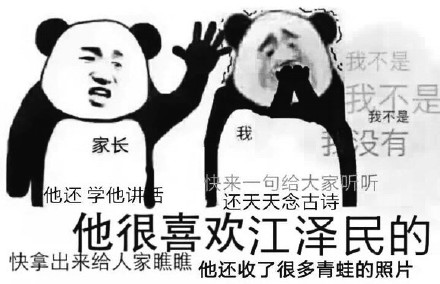 我不是
我不是
我不是
我没有
家长
我
快来一句给大家听听
他还 学他讲话
还天天念古诗
他很喜欢江泽民的
快拿出来给人家瞧瞧
他还收了很多青蛙的照片